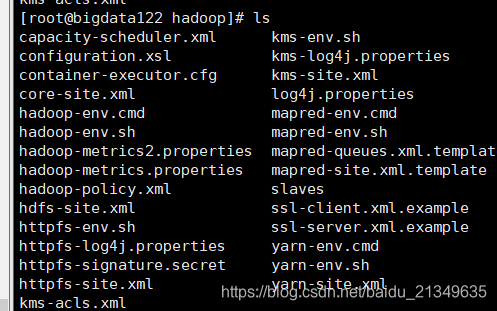 kms-acls.xml
[root@bigdata122 hadoop]# ls
capacity-scheduler.xml kms-env.sh
configuration.xsl kms-log4j.properties
container-executor.cfg kms-site.xml
core-site.xml log4j.properties
hadoop-env.cmd mapred-env.cmd
hadoop-env.sh mapred-env.sh
hadoop-metrics2.properties mapred-queues.xml.templat
hadoop-metrics.properties mapred-site.xml.template
hadoop-policy.xml slaves
hdfs-site.xml ssl-client.xml.example
httpfs-env.sh ssl-server.xml.example
httpfs-log4j.properties yarn-env.cmd
httpfs-signature.secret yarn-env.sh
httpfs-site.xml yarn-site.xml
kms-acls.xml
https://blog.csdn.net/baidu_21349635